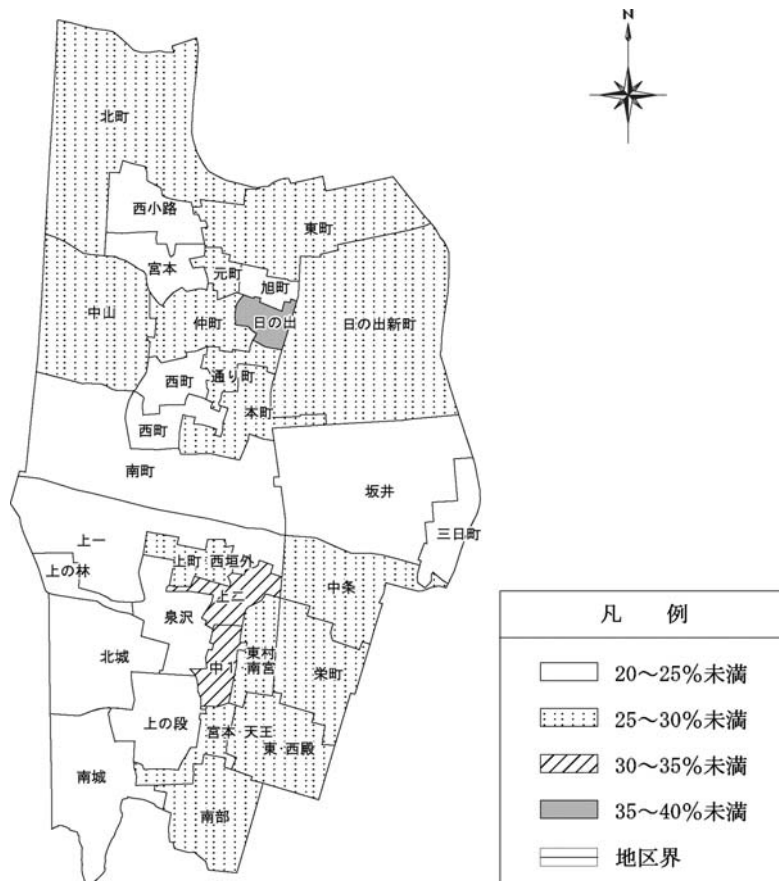 N
北町
西小路
東町
宮本
元町
旭町
中山
仲町
日の出
日の出新町
西町
通り町
本町
西町
南町
坂井
三日町
上一
上町・西垣外
上の林
中条
上二
泉沢
北城
東村・南宮
中1
栄町
上の段
宮本・天王
東・西殿
南城
南部
凡 例
20～25%未満
25～30%未満
30～35%未満
35～40%未満
地区界